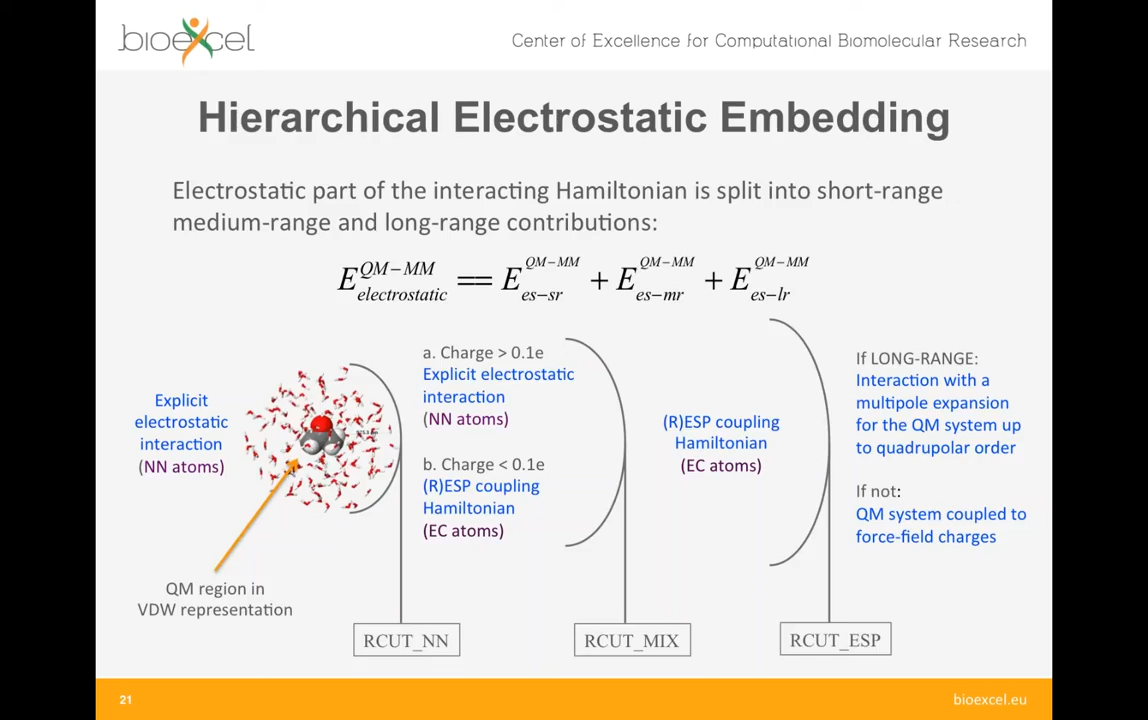 bioexcel
Center of Excellence for Computational Biomolecular Research
Hierarchical Electrostatic Embedding
Electrostatic part of the interacting Hamiltonian is split into short-range
medium-range and long-range contributions:
E^{QM−MM}_{electrostatic} == E^{QM−MM}_{es−sr} + E^{QM−MM}_{es−mr} + E^{QM−MM}_{es−lr}
Explicit
electrostatic
interaction
(NN atoms)
QM region in
VDW representation
a. Charge > 0.1e
Explicit electrostatic
interaction
(NN atoms)
b. Charge < 0.1e
(R)ESP coupling
Hamiltonian
(EC atoms)
(R)ESP coupling
Hamiltonian
(EC atoms)
If LONG-RANGE:
Interaction with a
multipole expansion
for the QM system up
to quadrupolar order
If not:
QM system coupled to
force-field charges
RCUT_NN
RCUT_MIX
RCUT_ESP
21
bioexcel.eu